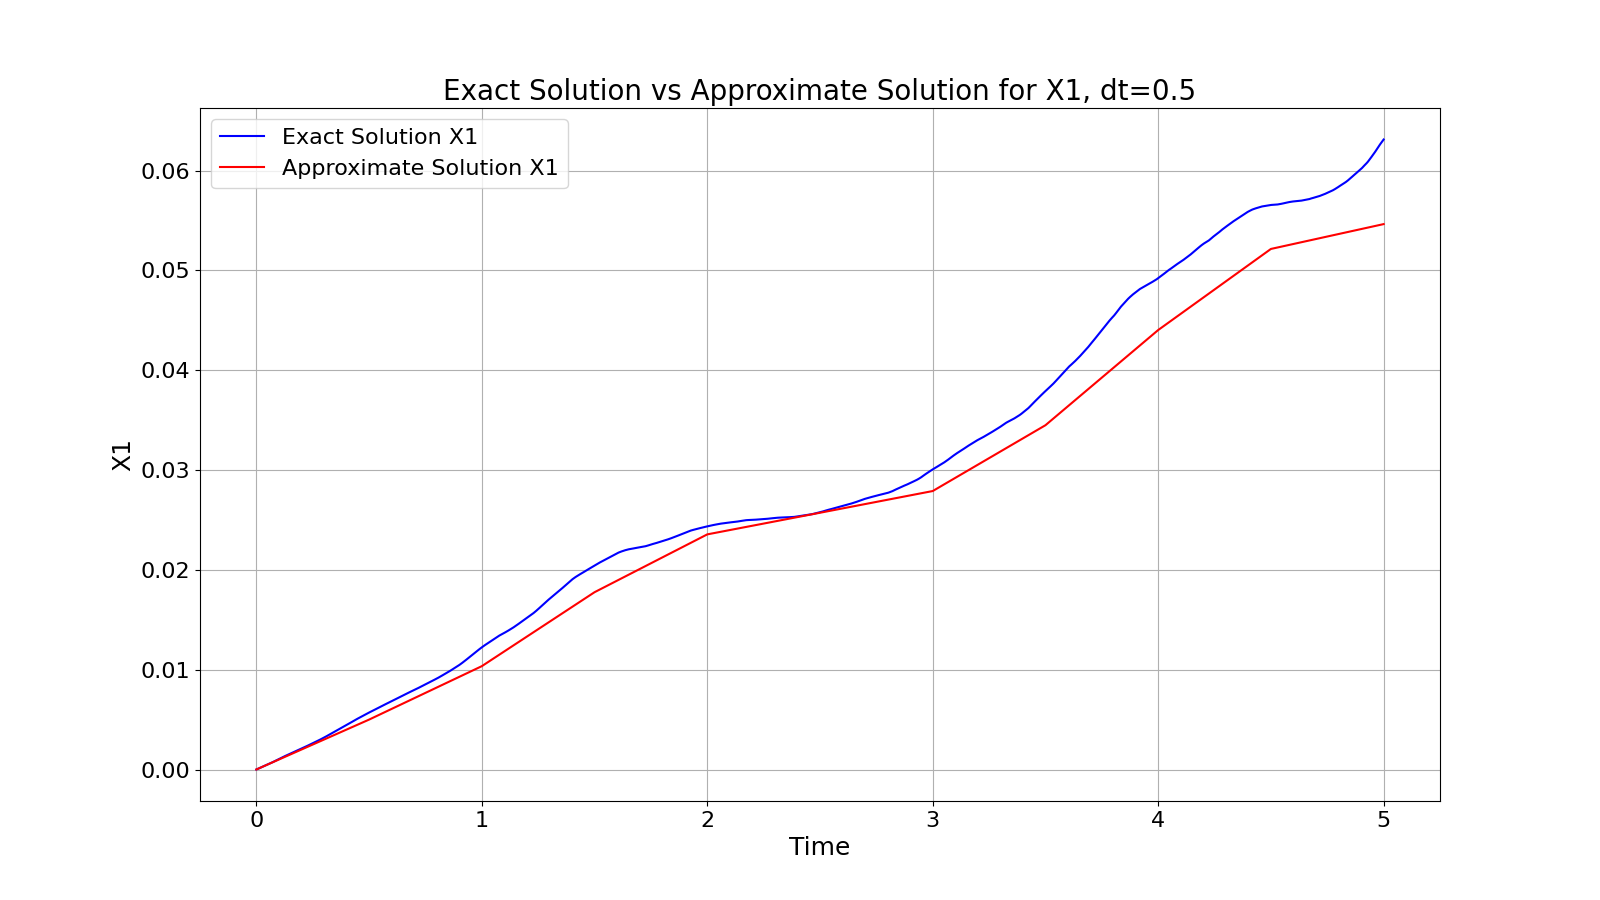 Exact Solution vs Approximate Solution for X1, dt=0.5
Exact Solution X1
Approximate Solution X1
0.06
0.05
0.04
0.03
0.02
0.01
0.00
X1
0 1 2 3 4 5
Time